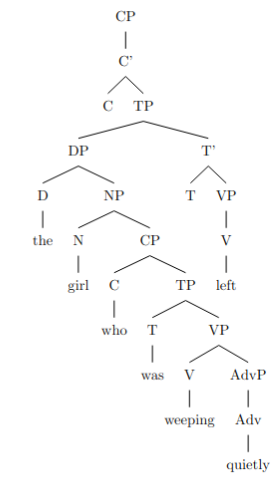 CP
C'
C TP
DP T'
D NP T VP
the N CP V
girl C TP left
who T VP
was V AdvP
weeping Adv
quietly